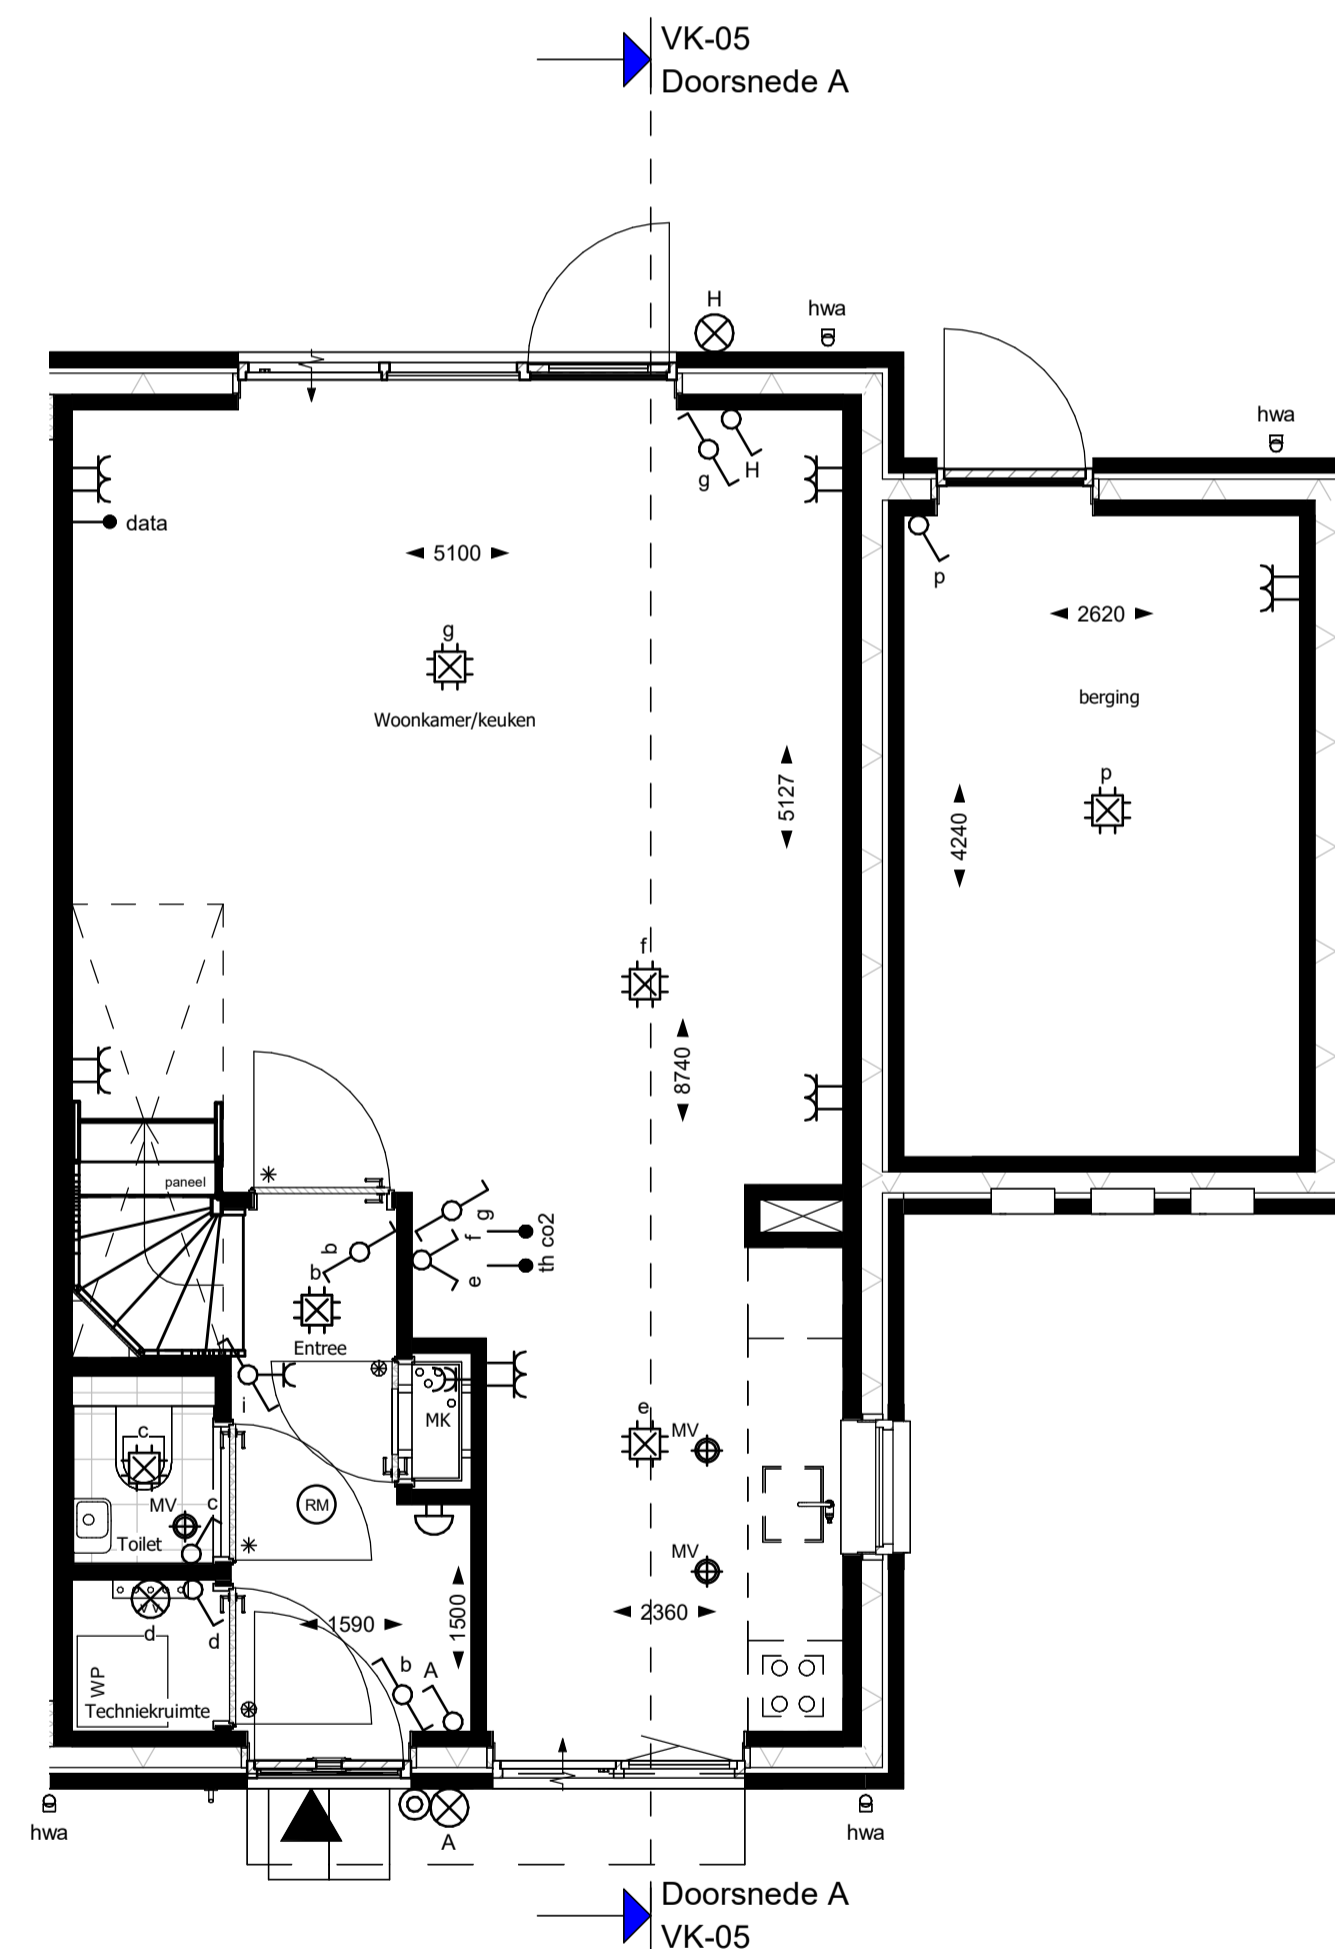 VK-05
Doorsnede A
H
hwa
hwa
g
H
data
5100
p
2620
g
berging
Woonkamer/keuken
p
5127
4240
f
8740
paneel
g
f
e
th co2
b
b
Entree
i
MK
e
MV
c
MV
c
RM
Toilet
MV
d
d
1590
1500
2360
WP
Techniekruimte
b
A
hwa
A
hwa
Doorsnede A
VK-05